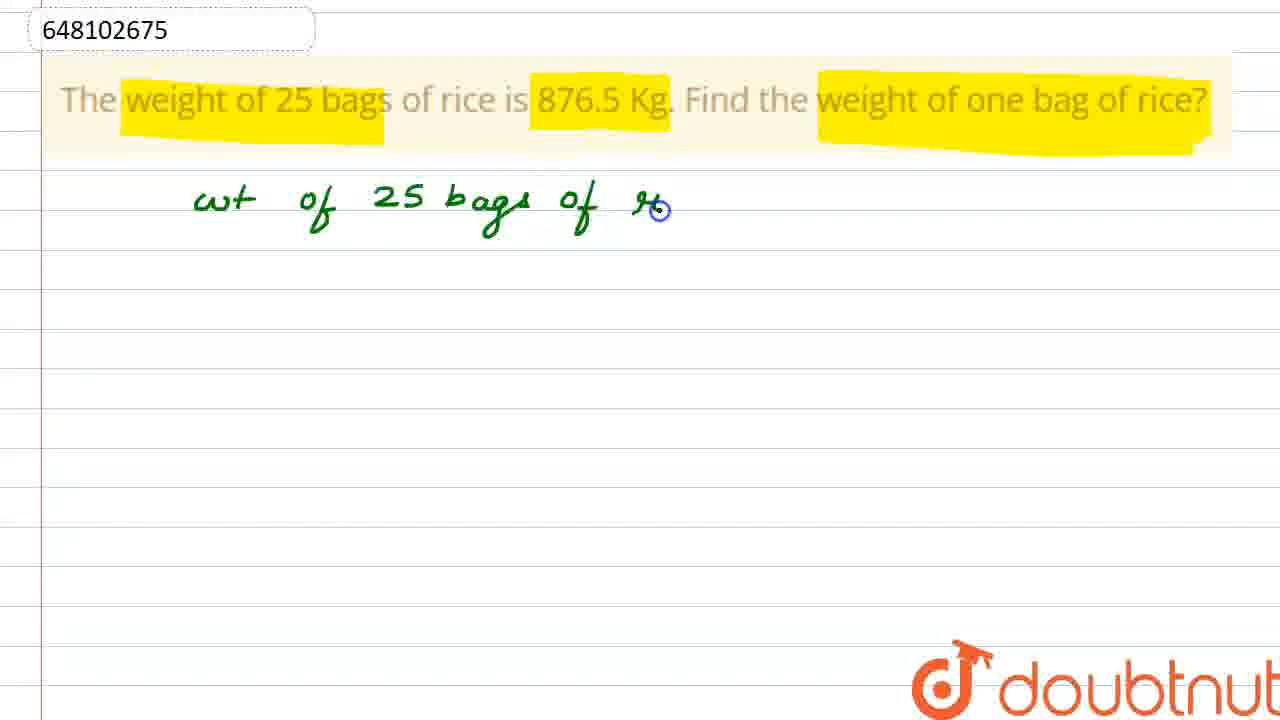 648102675
The weight of 25 bags of rice is 876.5 Kg. Find the weight of one bag of rice?
wt of 25 bags of r
doubtnut